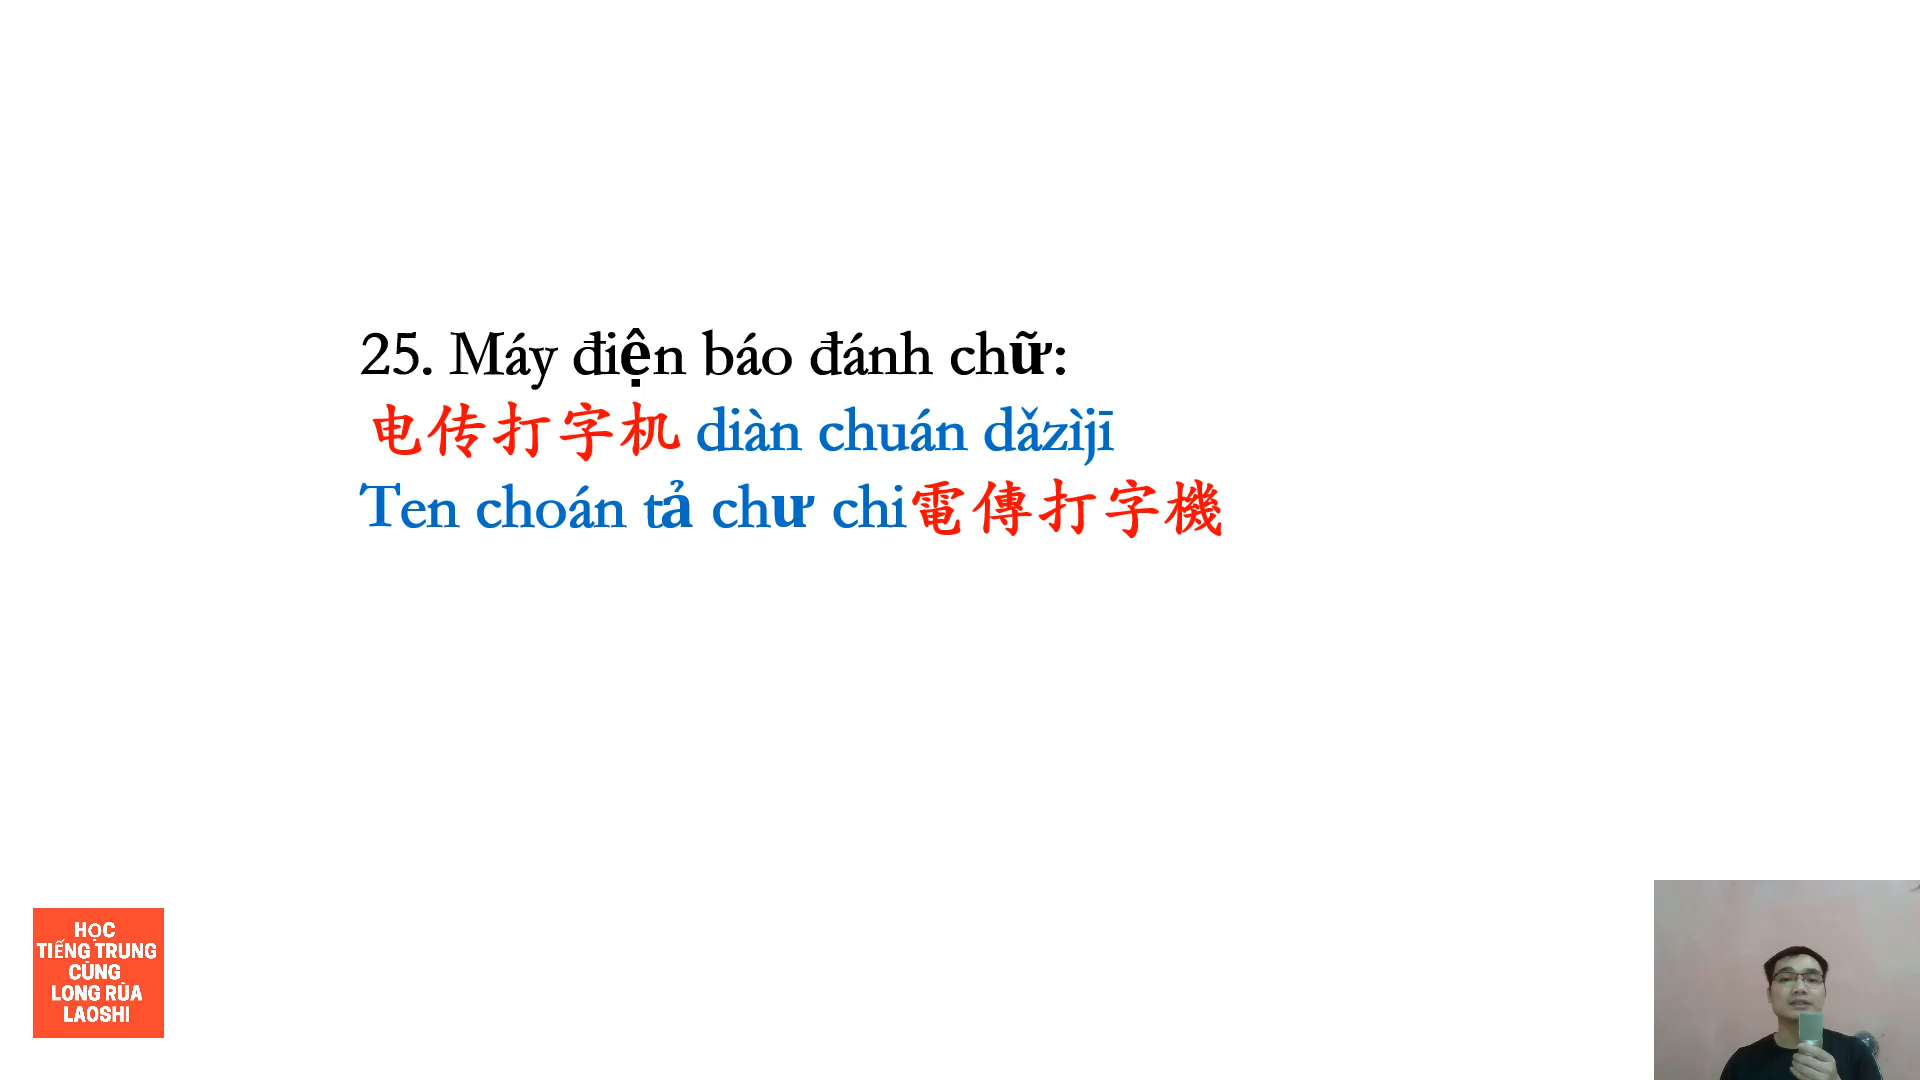 25. Máy điện báo đánh chữ:
电传打字机 diàn chuán dǎzìjī
Ten choán tả chư chi電傳打字機
HỌC
TIẾNG TRUNG
CÙNG
LONG RÙA
LAOSHI